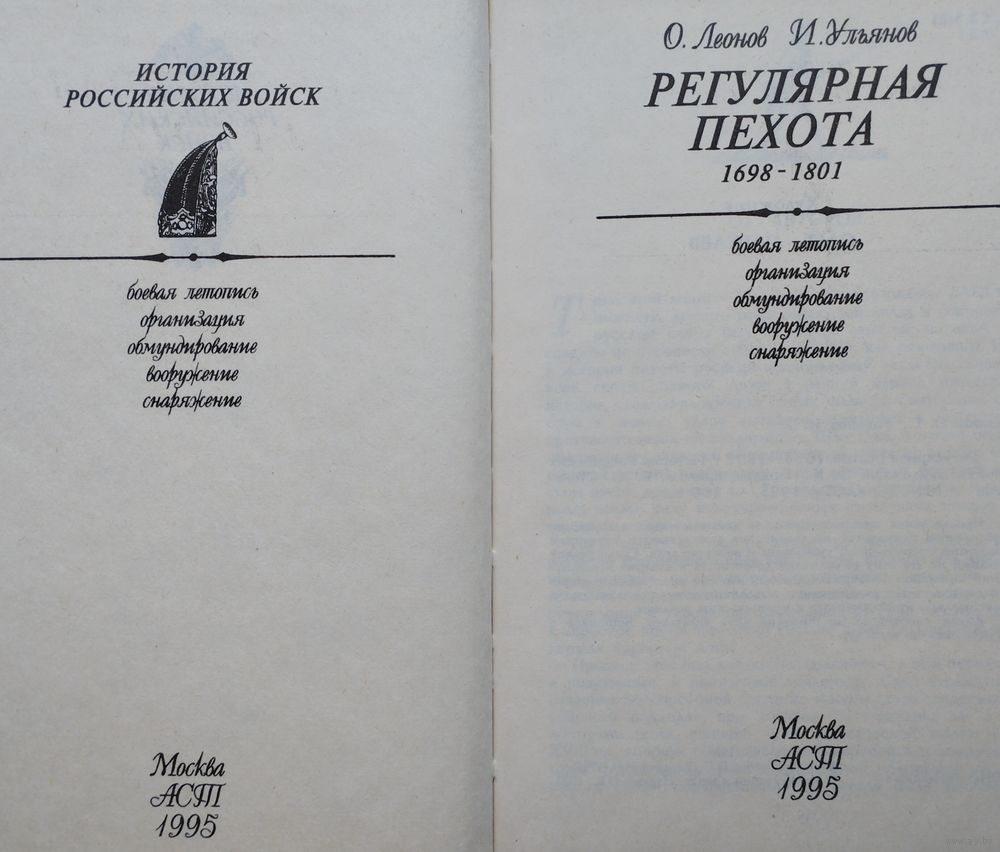 ИСТОРИЯ
РОССИЙСКИХ ВОЙСК
боевая летопись
организация
обмундирование
вооружение
снаряжение
Москва
АСТ
1995
О. Леонов И. Ульянов
РЕГУЛЯРНАЯ
ПЕХОТА
1698-1801
боевая летопись
организация
обмундирование
вооружение
снаряжение
Москва
АСТ
1995